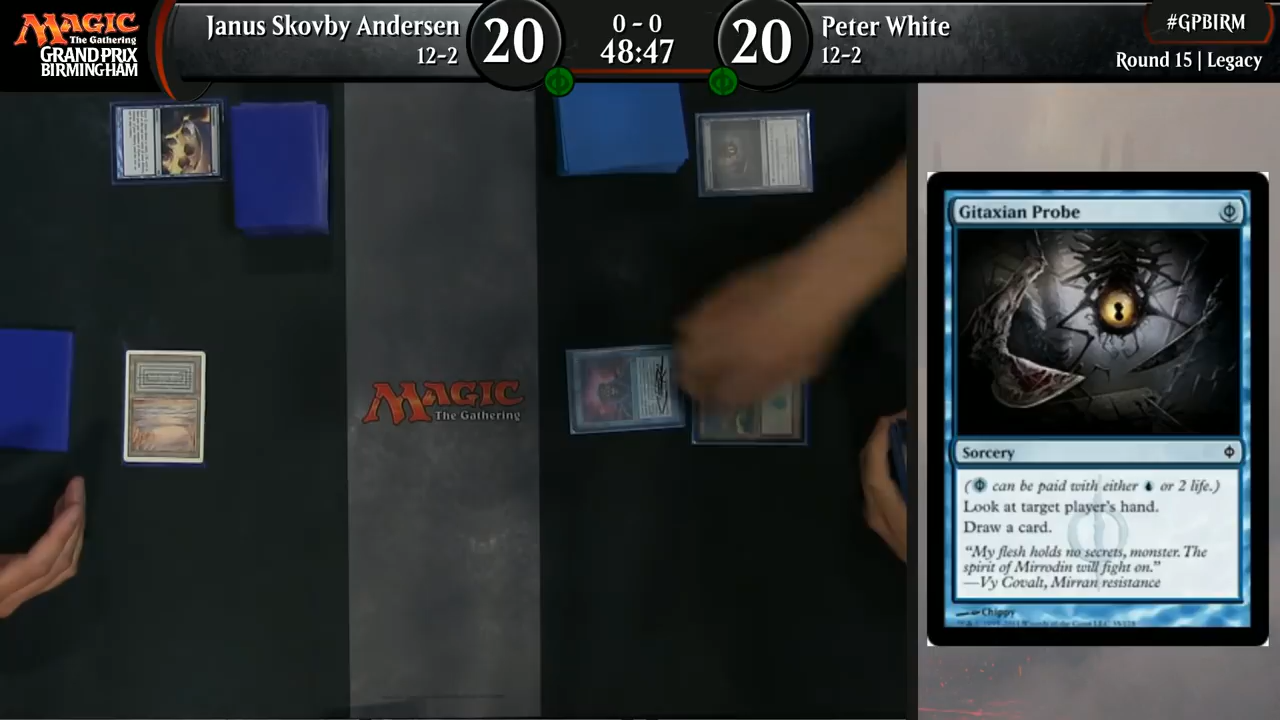 MAGIC
The Gathering
GRAND PRIX
BIRMINGHAM
Janus Skovby Andersen
12-2
20
0 - 0
48:47
20
Peter White
12-2
#GPBIRM
Round 15 | Legacy
MAGIC
The Gathering
Gitaxian Probe
Sorcery
( can be paid with either or 2 life.)
Look at target player's hand.
Draw a card.
"My flesh holds no secrets, monster. The
spirit of Mirrodin will fight on."
—Vy Covalt, Mirran resistance
Chippy